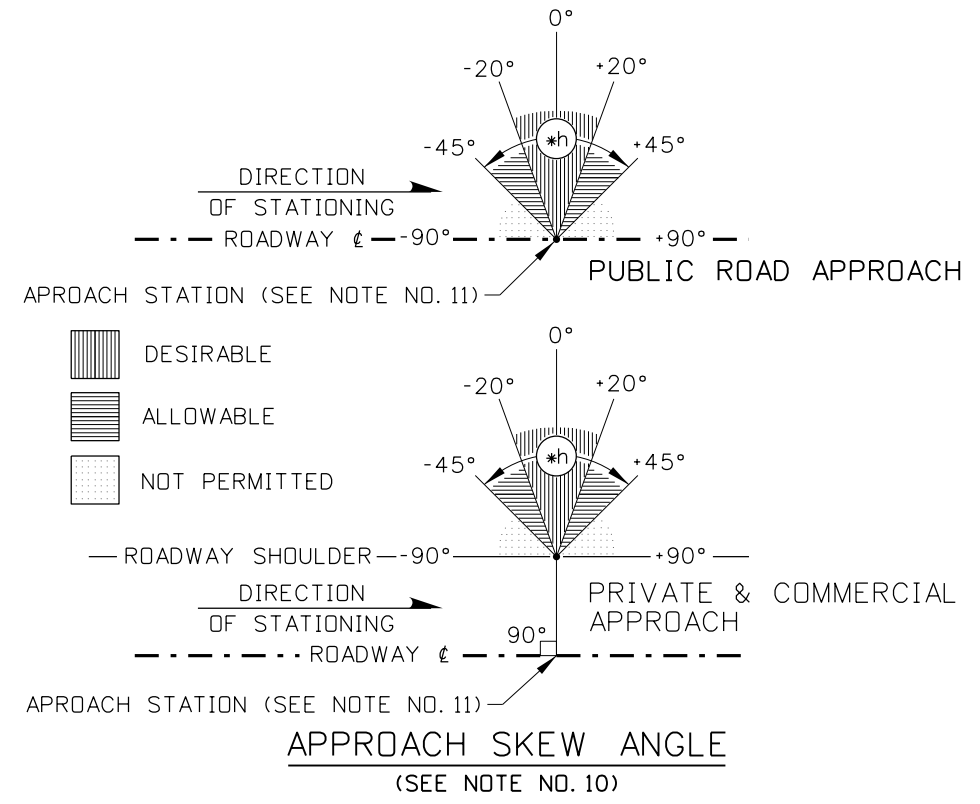 0°
-20°
+20°
*h
-45°
+45°
DIRECTION
OF STATIONING
ROADWAY ℄
-90°
+90°
PUBLIC ROAD APPROACH
APROACH STATION (SEE NOTE NO. 11)
DESIRABLE
ALLOWABLE
NOT PERMITTED
0°
-20°
+20°
*h
-45°
+45°
ROADWAY SHOULDER
-90°
+90°
DIRECTION
OF STATIONING
PRIVATE & COMMERCIAL
APPROACH
90°
ROADWAY ℄
APROACH STATION (SEE NOTE NO. 11)
APPROACH SKEW ANGLE
(SEE NOTE NO. 10)